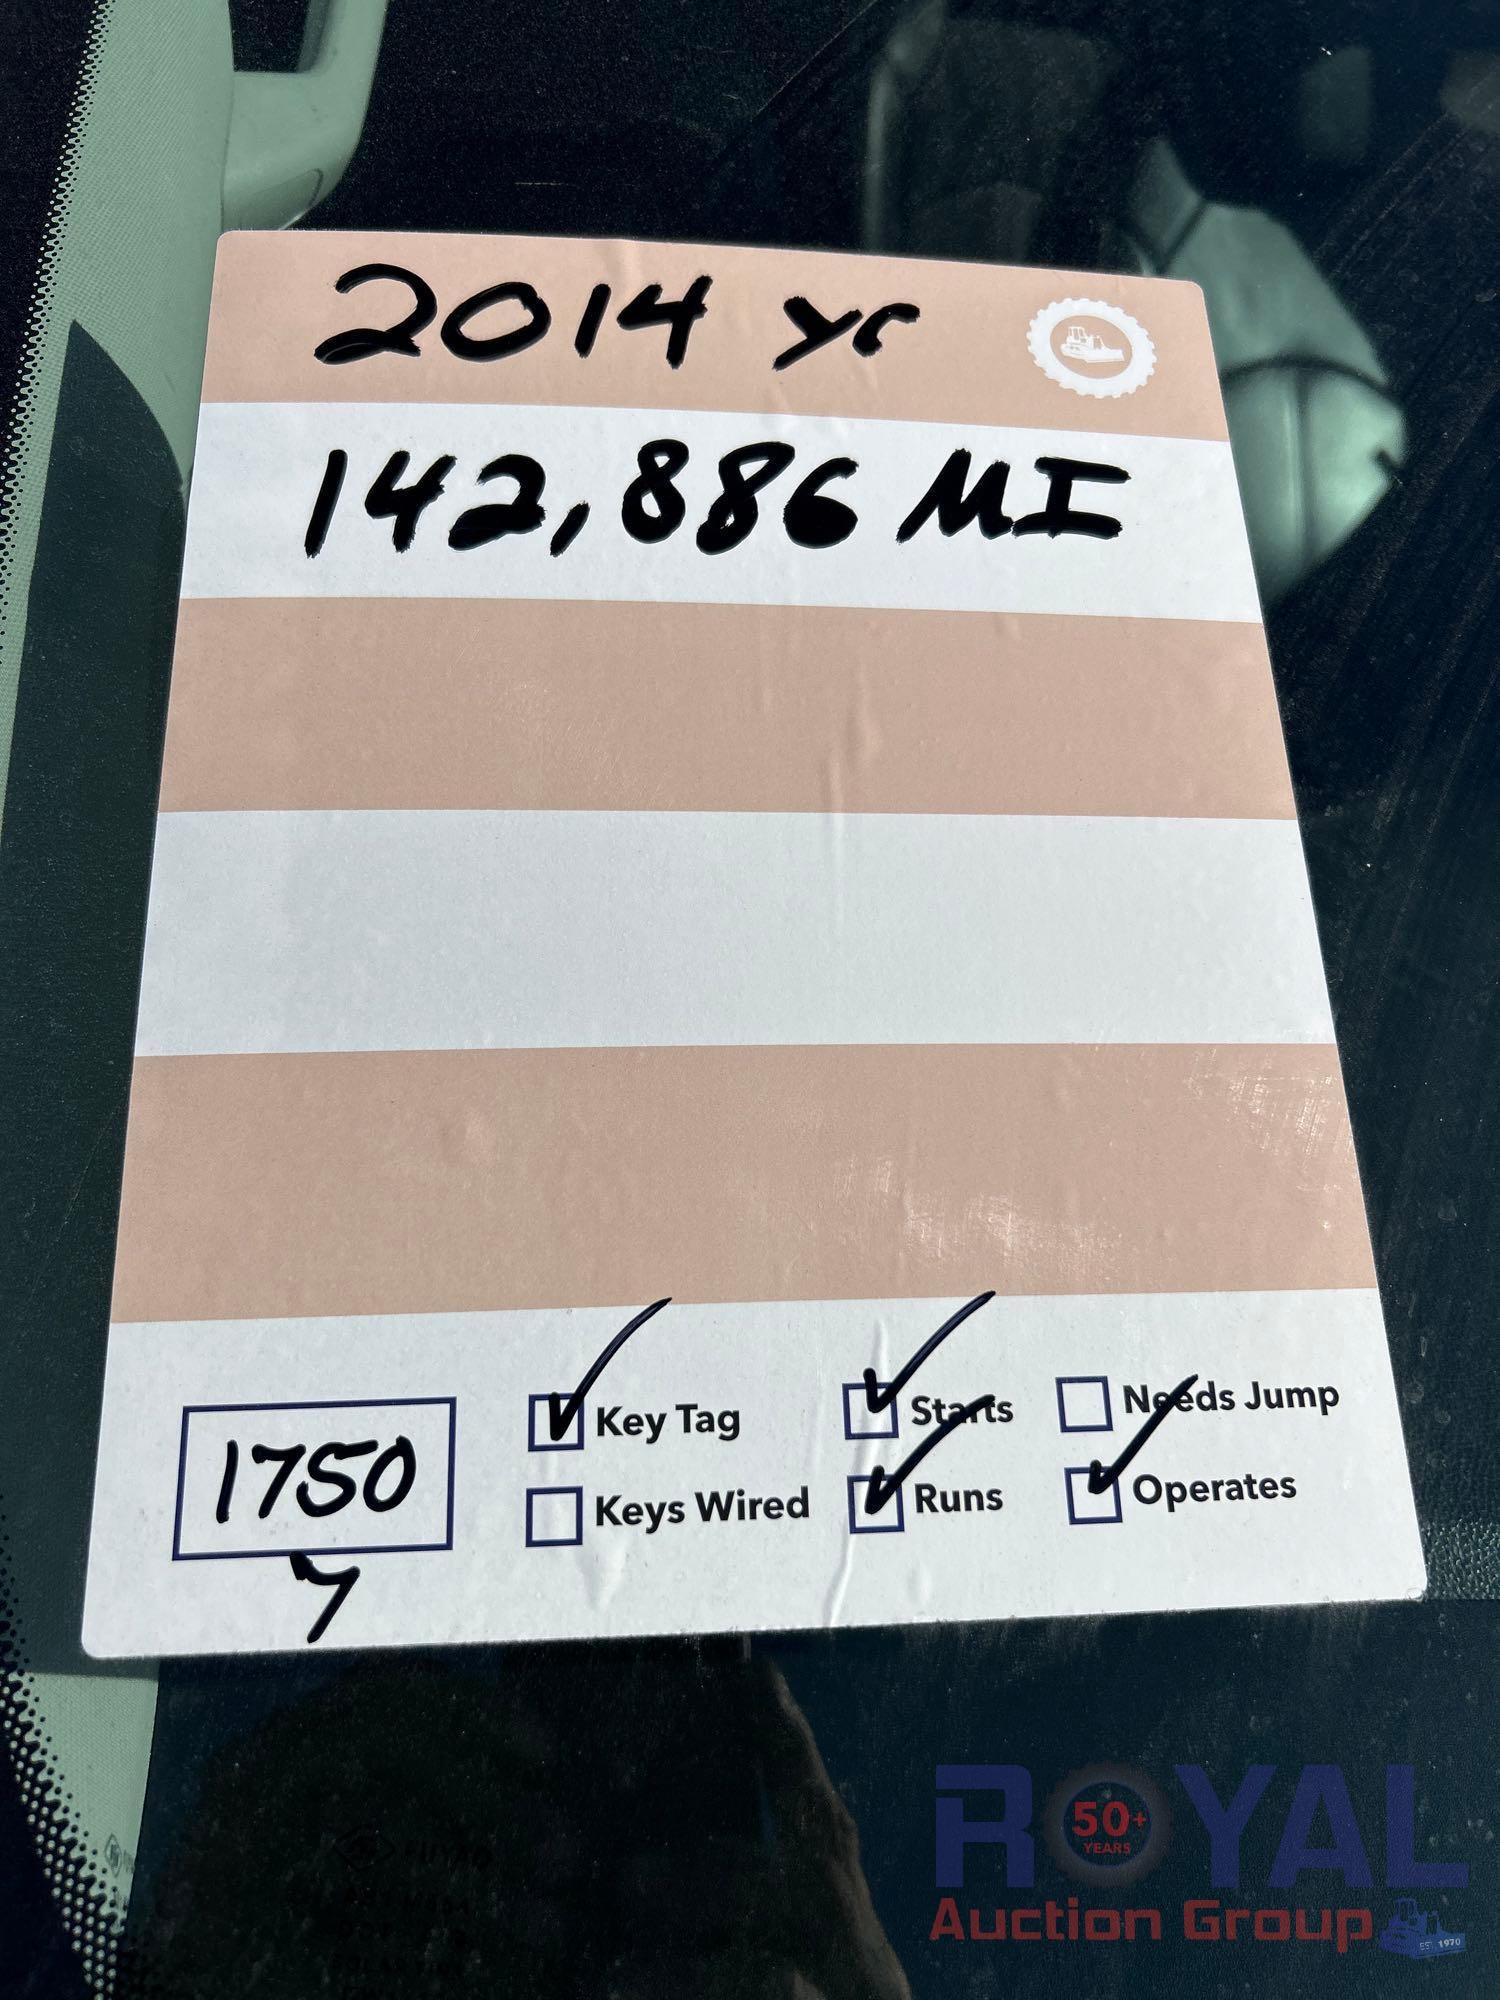 2014 yr
142,886 MI
1750
7
Key Tag
Starts
Needs Jump
Keys Wired
Runs
Operates
ROYAL
50+
YEARS
Auction Group
EST. 1970